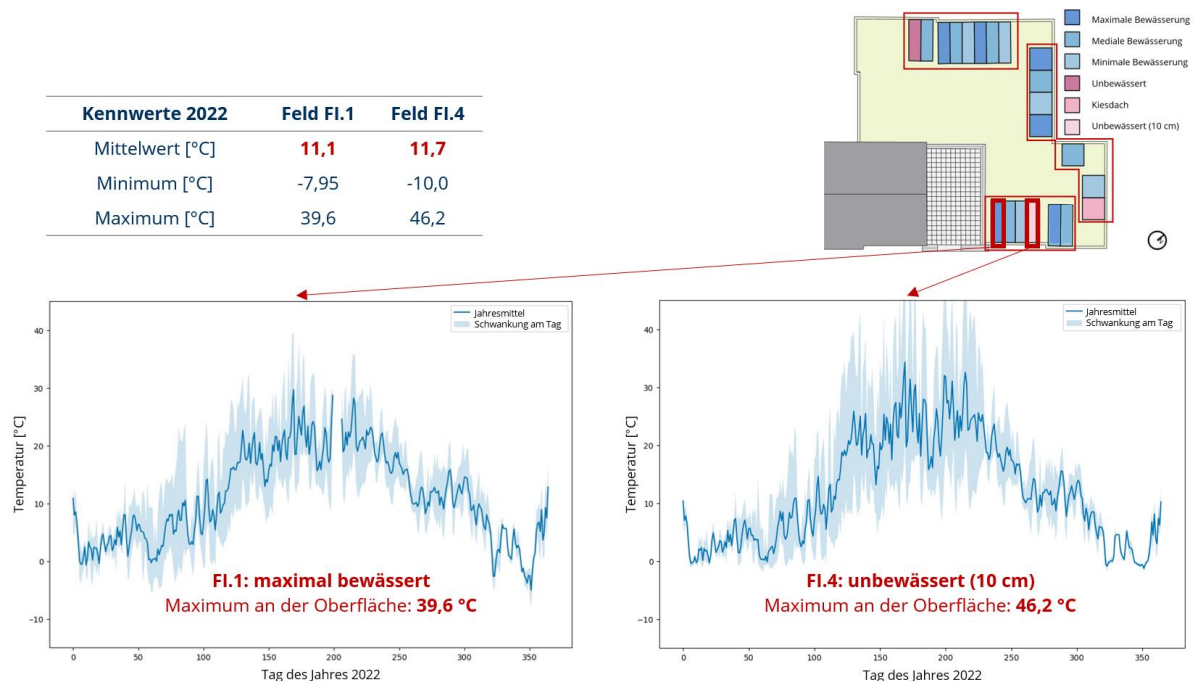 Kennwerte 2022 Feld FI.1 Feld FI.4
Mittelwert [°C] 11,1 11,7
Minimum [°C] -7,95 -10,0
Maximum [°C] 39,6 46,2
Maximale Bewässerung
Mediale Bewässerung
Minimale Bewässerung
Unbewässert
Kiesdach
Unbewässert (10 cm)
Jahresmittel
Schwankung am Tag
Temperatur [°C]
40
30
20
10
0
−10
FI.1: maximal bewässert
Maximum an der Oberfläche: 39,6 °C
0 50 100 150 200 250 300 350
Tag des Jahres 2022
Jahresmittel
Schwankung am Tag
Temperatur [°C]
40
30
20
10
0
−10
FI.4: unbewässert (10 cm)
Maximum an der Oberfläche: 46,2 °C
0 50 100 150 200 250 300 350
Tag des Jahres 2022